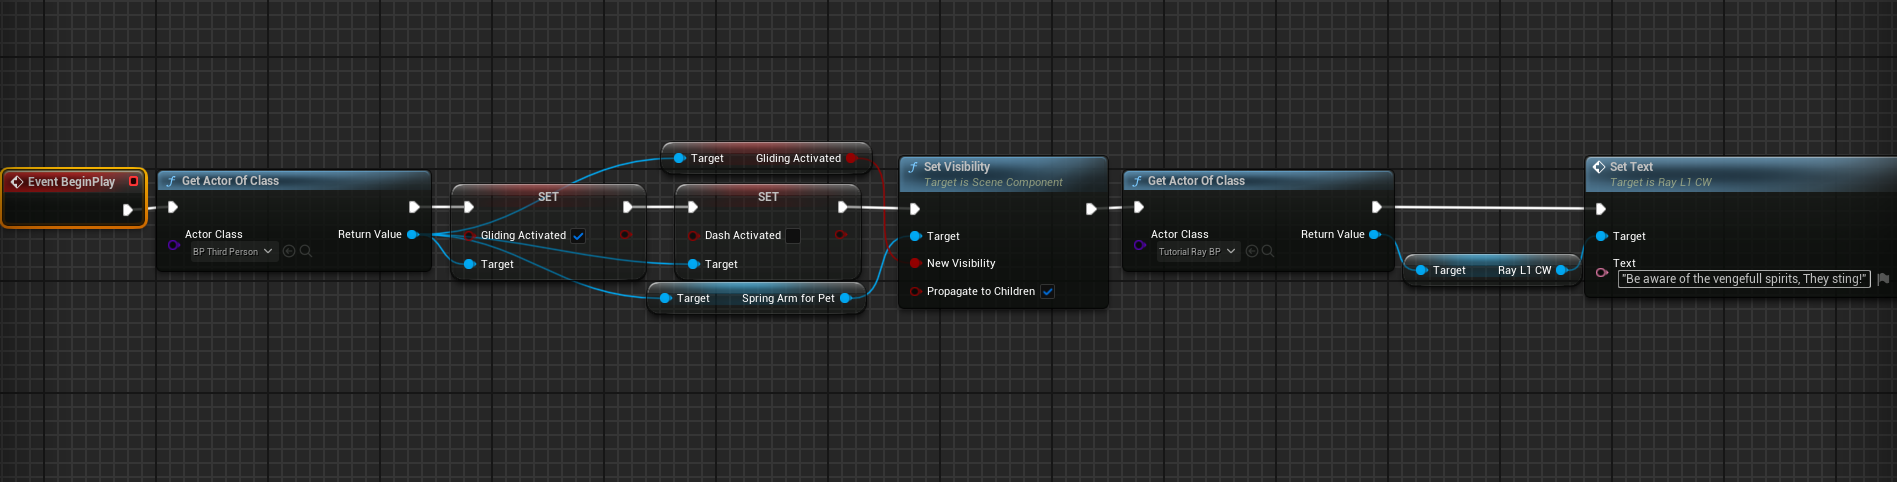 Event BeginPlay
Get Actor Of Class
Actor Class
BP Third Person
Return Value
SET
Gliding Activated
Target
Target Gliding Activated
SET
Dash Activated
Target
Target Spring Arm for Pet
Set Visibility
Target is Scene Component
Target
New Visibility
Propagate to Children
Get Actor Of Class
Actor Class
Tutorial Ray BP
Return Value
Target Ray L1 CW
Set Text
Target is Ray L1 CW
Target
Text
"Be aware of the vengefull spirits, They sting!"